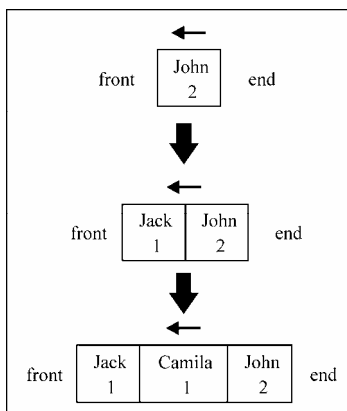 John
front 2 end
Jack John
front 1 2 end
Jack Camila John
front 1 1 2 end